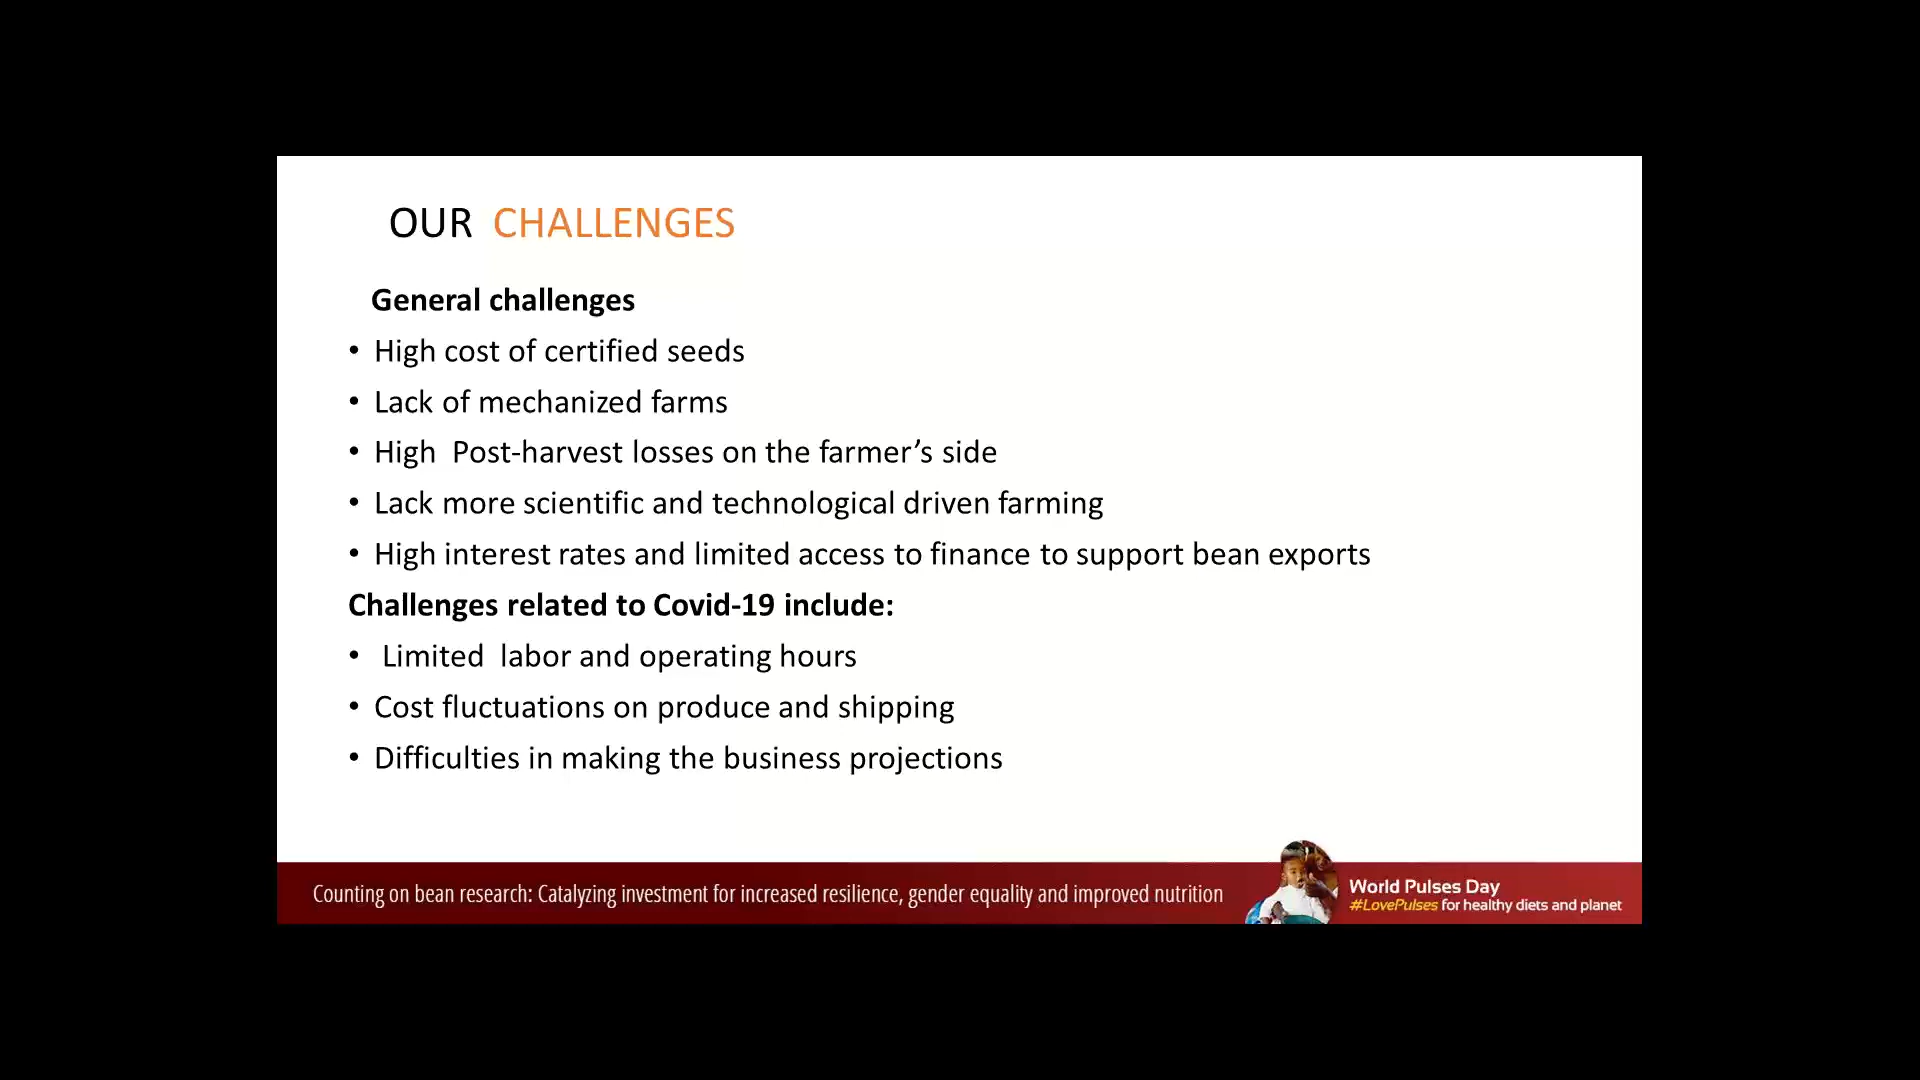 OUR CHALLENGES
General challenges
• High cost of certified seeds
• Lack of mechanized farms
• High Post-harvest losses on the farmer’s side
• Lack more scientific and technological driven farming
• High interest rates and limited access to finance to support bean exports
Challenges related to Covid-19 include:
• Limited labor and operating hours
• Cost fluctuations on produce and shipping
• Difficulties in making the business projections
Counting on bean research: Catalyzing investment for increased resilience, gender equality and improved nutrition
World Pulses Day
#LovePulses for healthy diets and planet